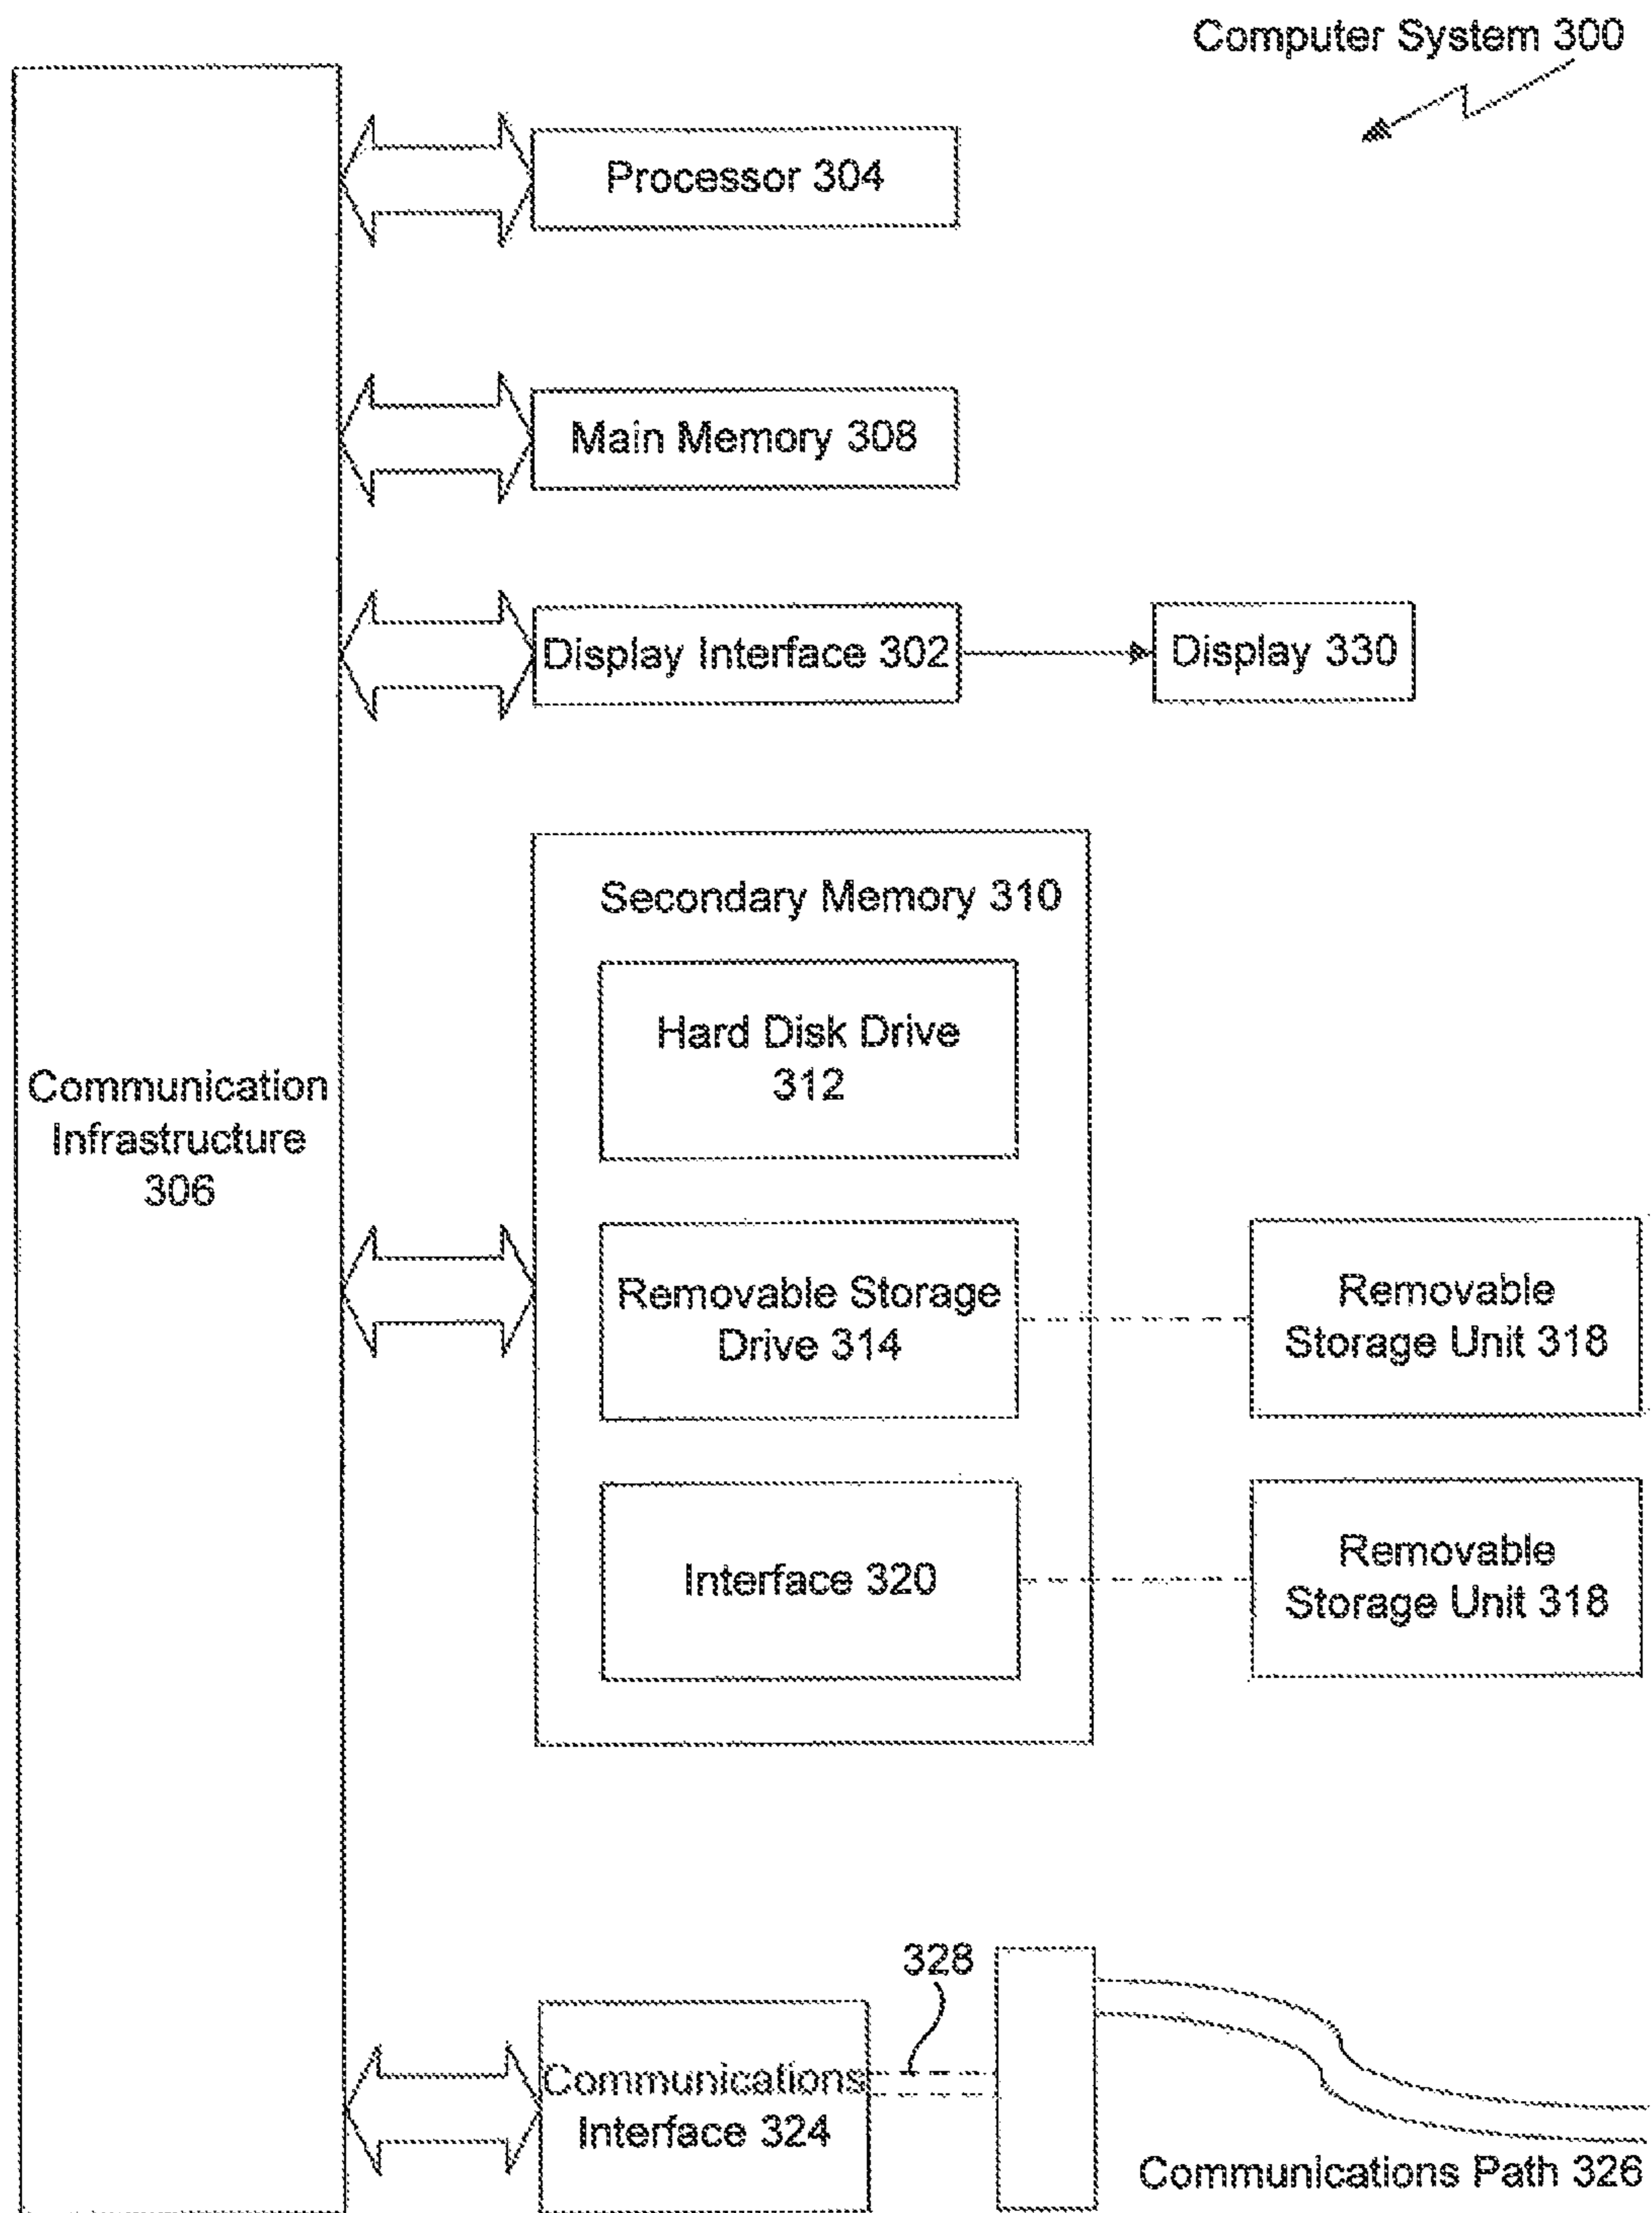 Computer System 300
Processor 304
Main Memory 308
Display Interface 302
Display 330
Secondary Memory 310
Hard Disk Drive
312
Communication
Infrastructure
306
Removable Storage
Drive 314
Removable
Storage Unit 318
Interface 320
Removable
Storage Unit 318
328
Communications
Interface 324
Communications Path 326